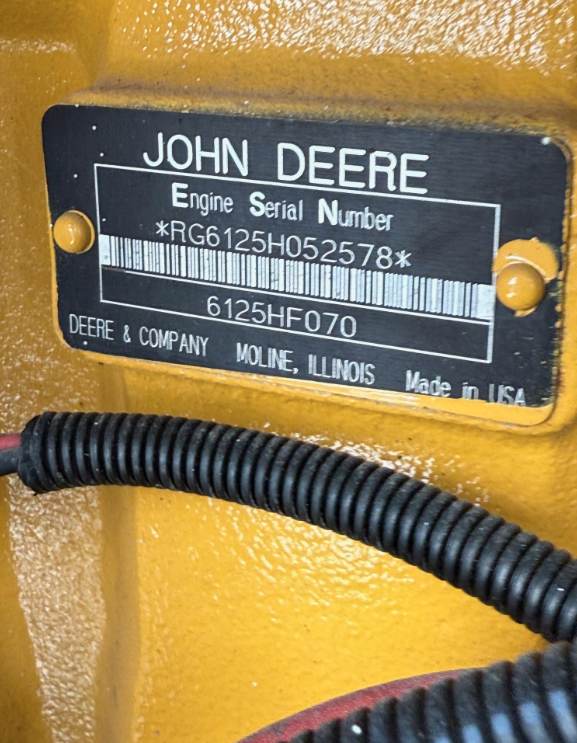 JOHN DEERE
Engine Serial Number
*RG6125H052578*
6125HF070
DEERE & COMPANY MOLINE, ILLINOIS Made in USA